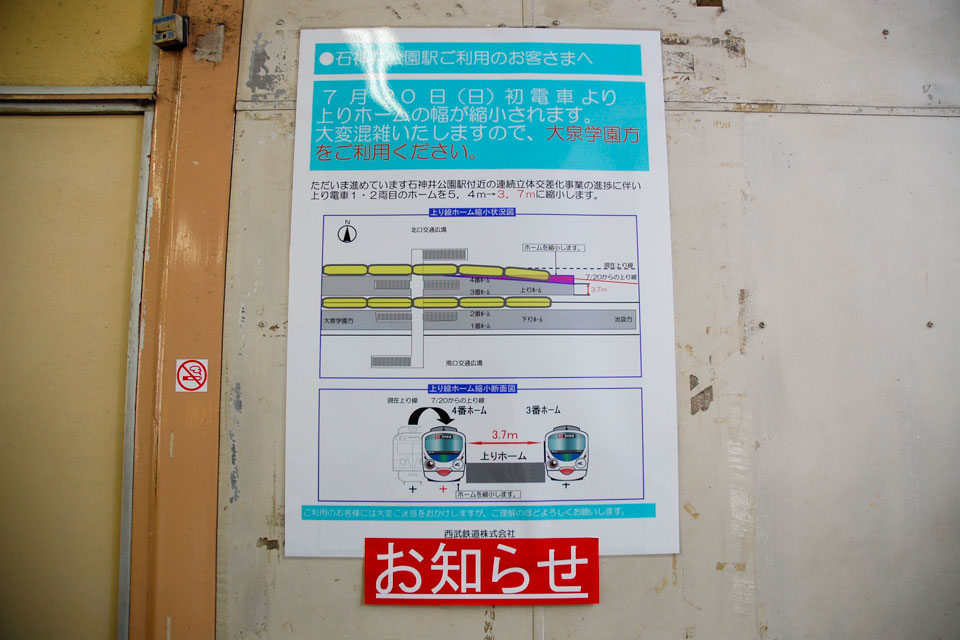 ●石神井公園駅ご利用のお客さまへ
7月20日（日）初電車より
上りホームの幅が縮小されます。
大変混雑いたしますので、大泉学園方
をご利用ください。
ただいま進めています石神井公園駅付近の連続立体交差化事業の進捗に伴い
上り電車1・2両目のホームを5．4m→3．7mに縮小します。
上り線ホーム縮小状況図
N
北口交通広場
ホームを縮小します。
現在上り線
7/20からの上り線
4番ホーム
3番ホーム
上りホーム
3.7m
大泉学園方
2番ホーム
1番ホーム
下りホーム
池袋方
南口交通広場
上り線ホーム縮小断面図
現在上り線
7/20からの上り線
4番ホーム
3番ホーム
3.7m
上りホーム
ホームを縮小します。
ご利用のお客様には大変ご迷惑をおかけしますが、ご理解のほどよろしくお願いします。
西武鉄道株式会社
お知らせ